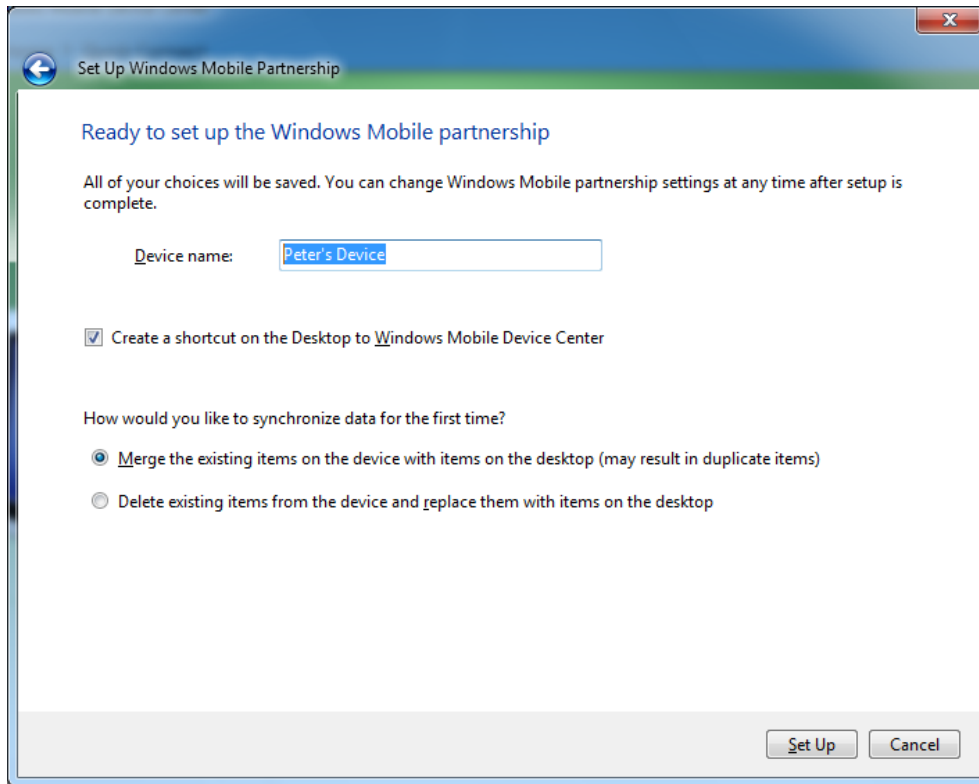 Set Up Windows Mobile Partnership
Ready to set up the Windows Mobile partnership
All of your choices will be saved. You can change Windows Mobile partnership settings at any time after setup is
complete.
Device name: Peter's Device
Create a shortcut on the Desktop to Windows Mobile Device Center
How would you like to synchronize data for the first time?
Merge the existing items on the device with items on the desktop (may result in duplicate items)
Delete existing items from the device and replace them with items on the desktop
Set Up Cancel